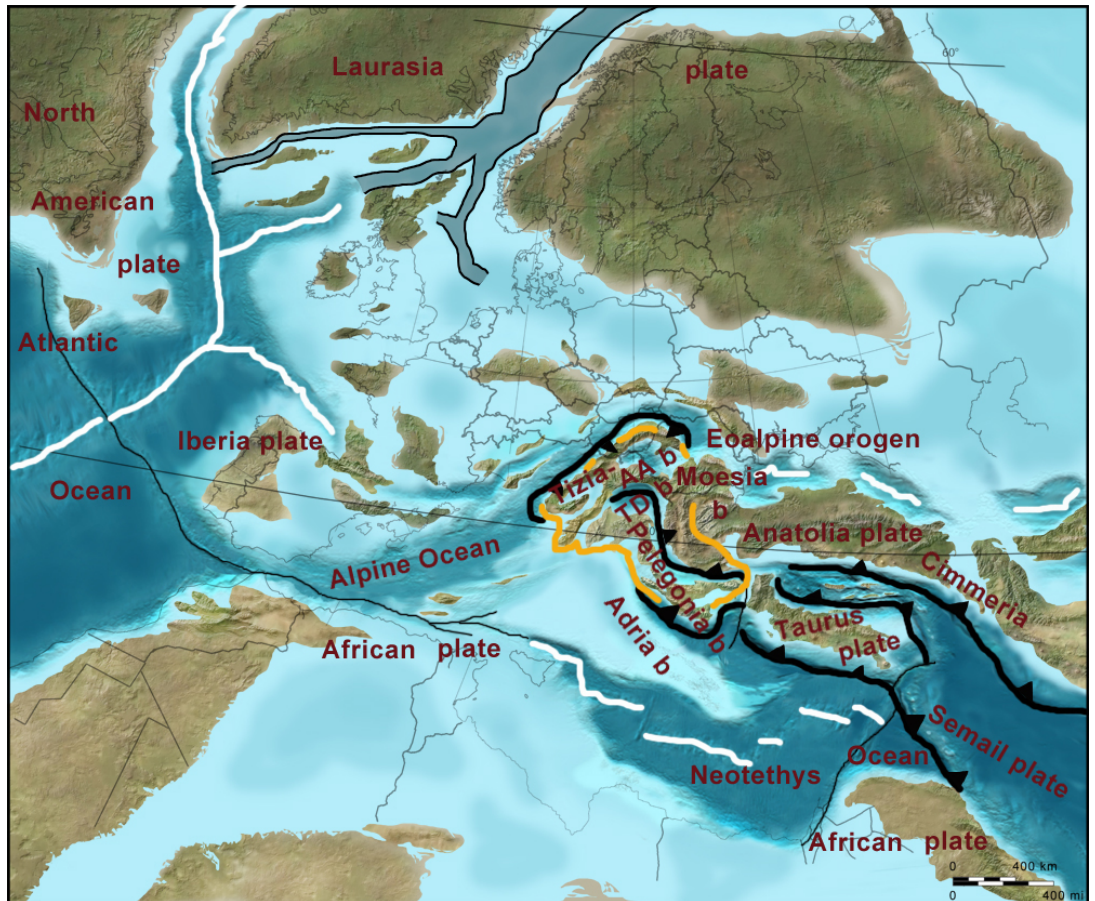 Laurasia
plate
60°
North
American
plate
Atlantic
Ocean
Iberia plate
Eoalpine orogen
Tizia-
AA b
D b
Moesia
b
T-Pelegonia b
Anatolia plate
Cimmeria
Alpine Ocean
Adria b
Taurus
plate
African plate
Semail plate
Ocean
Neotethys
African plate
0 400 km
0 400 mi